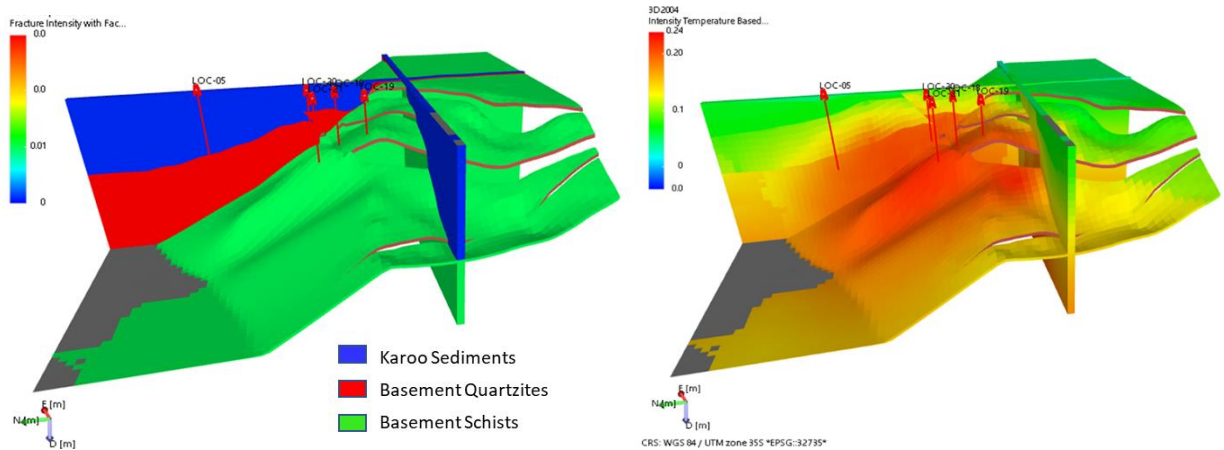 Fracture Intensity with Fac...
0.0
0.0
0.01
0
LOC-05
LOC-19
N [m]
E [m]
D [m]
Karoo Sediments
Basement Quartzites
Basement Schists
3D2004
Intensity Temperature Based...
0.24
0.20
0.1
0
0.0
LOC-05
LOC-19
N [m]
E [m]
D [m]
CRS: WGS 84 / UTM zone 35S *EPSG::32735*